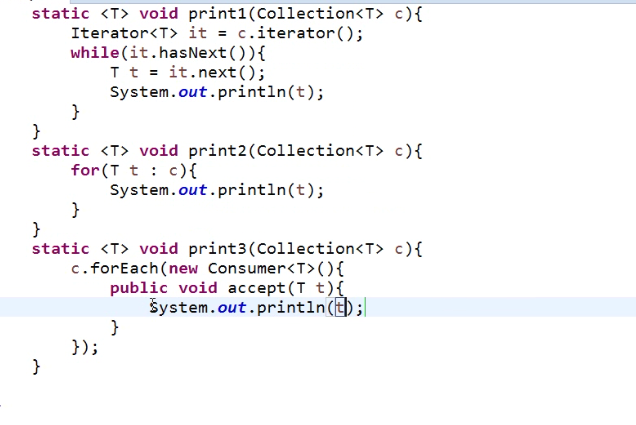 static <T> void print1(Collection<T> c){
    Iterator<T> it = c.iterator();
    while(it.hasNext()){
        T t = it.next();
        System.out.println(t);
    }
}
static <T> void print2(Collection<T> c){
    for(T t : c){
        System.out.println(t);
    }
}
static <T> void print3(Collection<T> c){
    c.forEach(new Consumer<T>(){
        public void accept(T t){
            System.out.println(t);
        }
    });
}